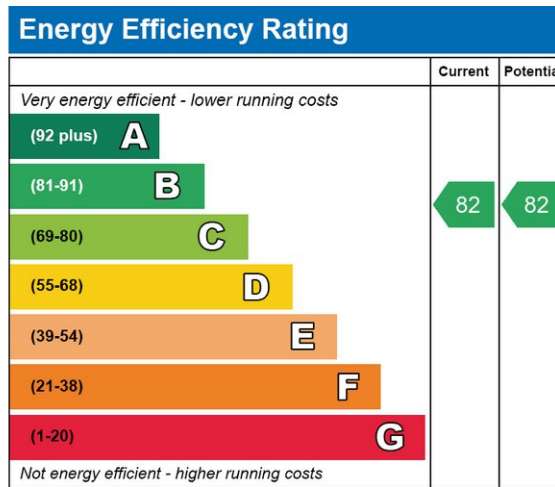 Energy Efficiency Rating
Current Potentia
Very energy efficient - lower running costs
(92 plus) A
(81-91) B 82 82
(69-80) C
(55-68) D
(39-54) E
(21-38) F
(1-20) G
Not energy efficient - higher running costs